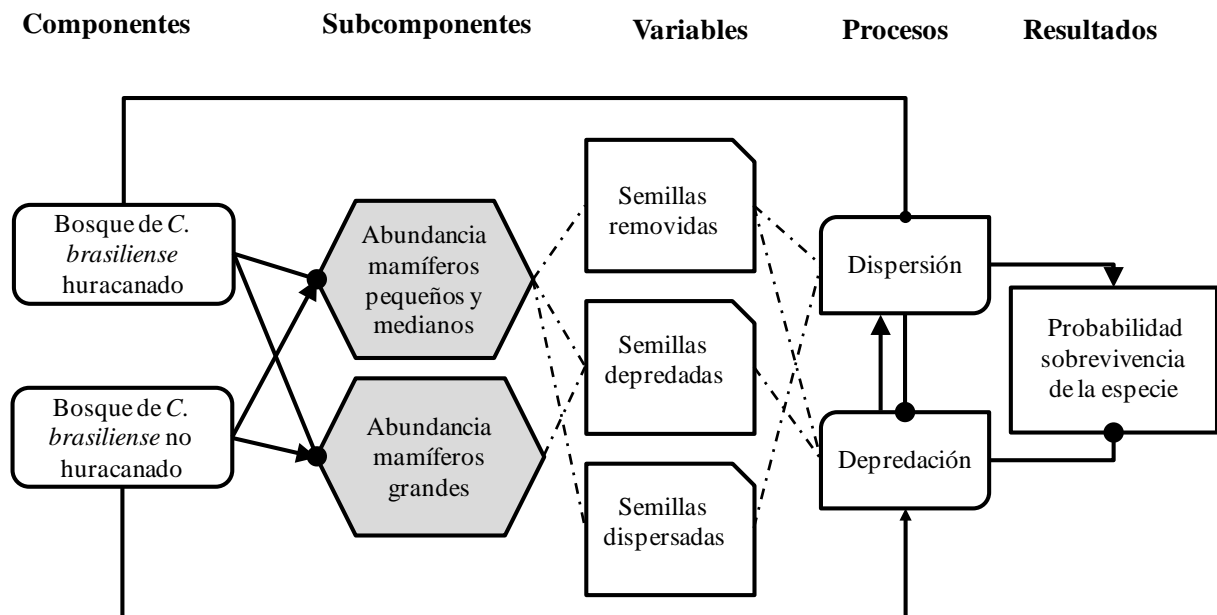 Componentes
Subcomponentes
Variables
Procesos
Resultados
Bosque de C.
brasiliense
huracanado
Bosque de C.
brasiliense no
huracanado
Abundancia
mamíferos
pequeños y
medianos
Abundancia
mamíferos
grandes
Semillas
removidas
Semillas
depredadas
Semillas
dispersadas
Dispersión
Depredación
Probabilidad
sobrevivencia
de la especie